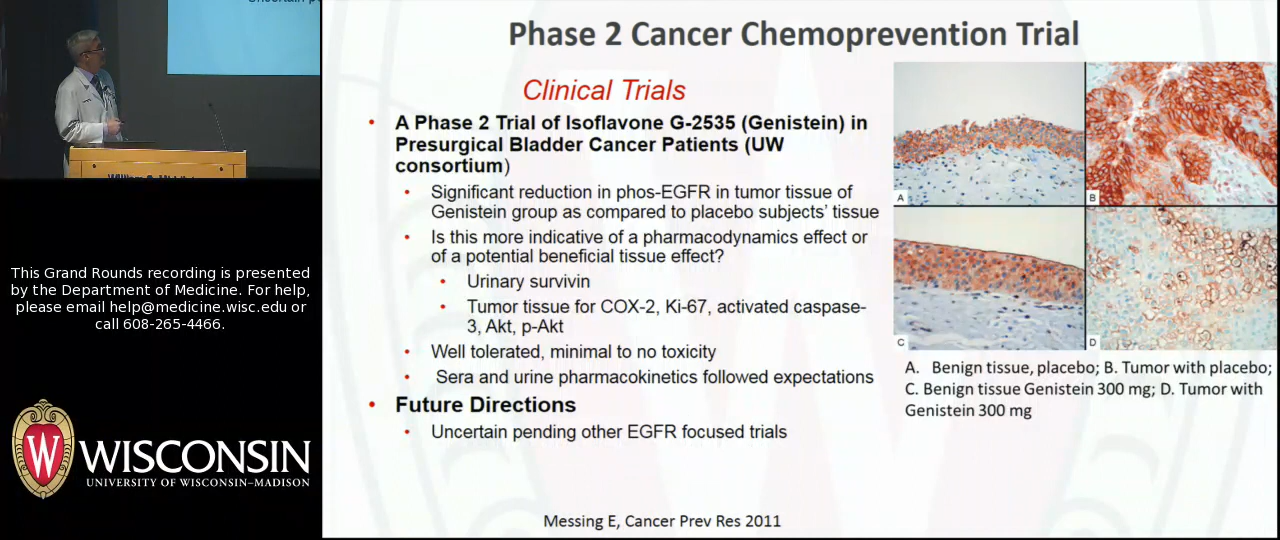 Phase 2 Cancer Chemoprevention Trial
Clinical Trials
• A Phase 2 Trial of Isoflavone G-2535 (Genistein) in
Presurgical Bladder Cancer Patients (UW
consortium)
• Significant reduction in phos-EGFR in tumor tissue of
Genistein group as compared to placebo subjects' tissue
• Is this more indicative of a pharmacodynamics effect or
of a potential beneficial tissue effect?
• Urinary survivin
• Tumor tissue for COX-2, Ki-67, activated caspase-
3, Akt, p-Akt
• Well tolerated, minimal to no toxicity
• Sera and urine pharmacokinetics followed expectations
• Future Directions
• Uncertain pending other EGFR focused trials
A
B
C
D
A. Benign tissue, placebo; B. Tumor with placebo;
C. Benign tissue Genistein 300 mg; D. Tumor with
Genistein 300 mg
Messing E, Cancer Prev Res 2011
This Grand Rounds recording is presented
by the Department of Medicine. For help,
please email help@medicine.wisc.edu or
call 608-265-4466.
W
WISCONSIN
UNIVERSITY OF WISCONSIN–MADISON